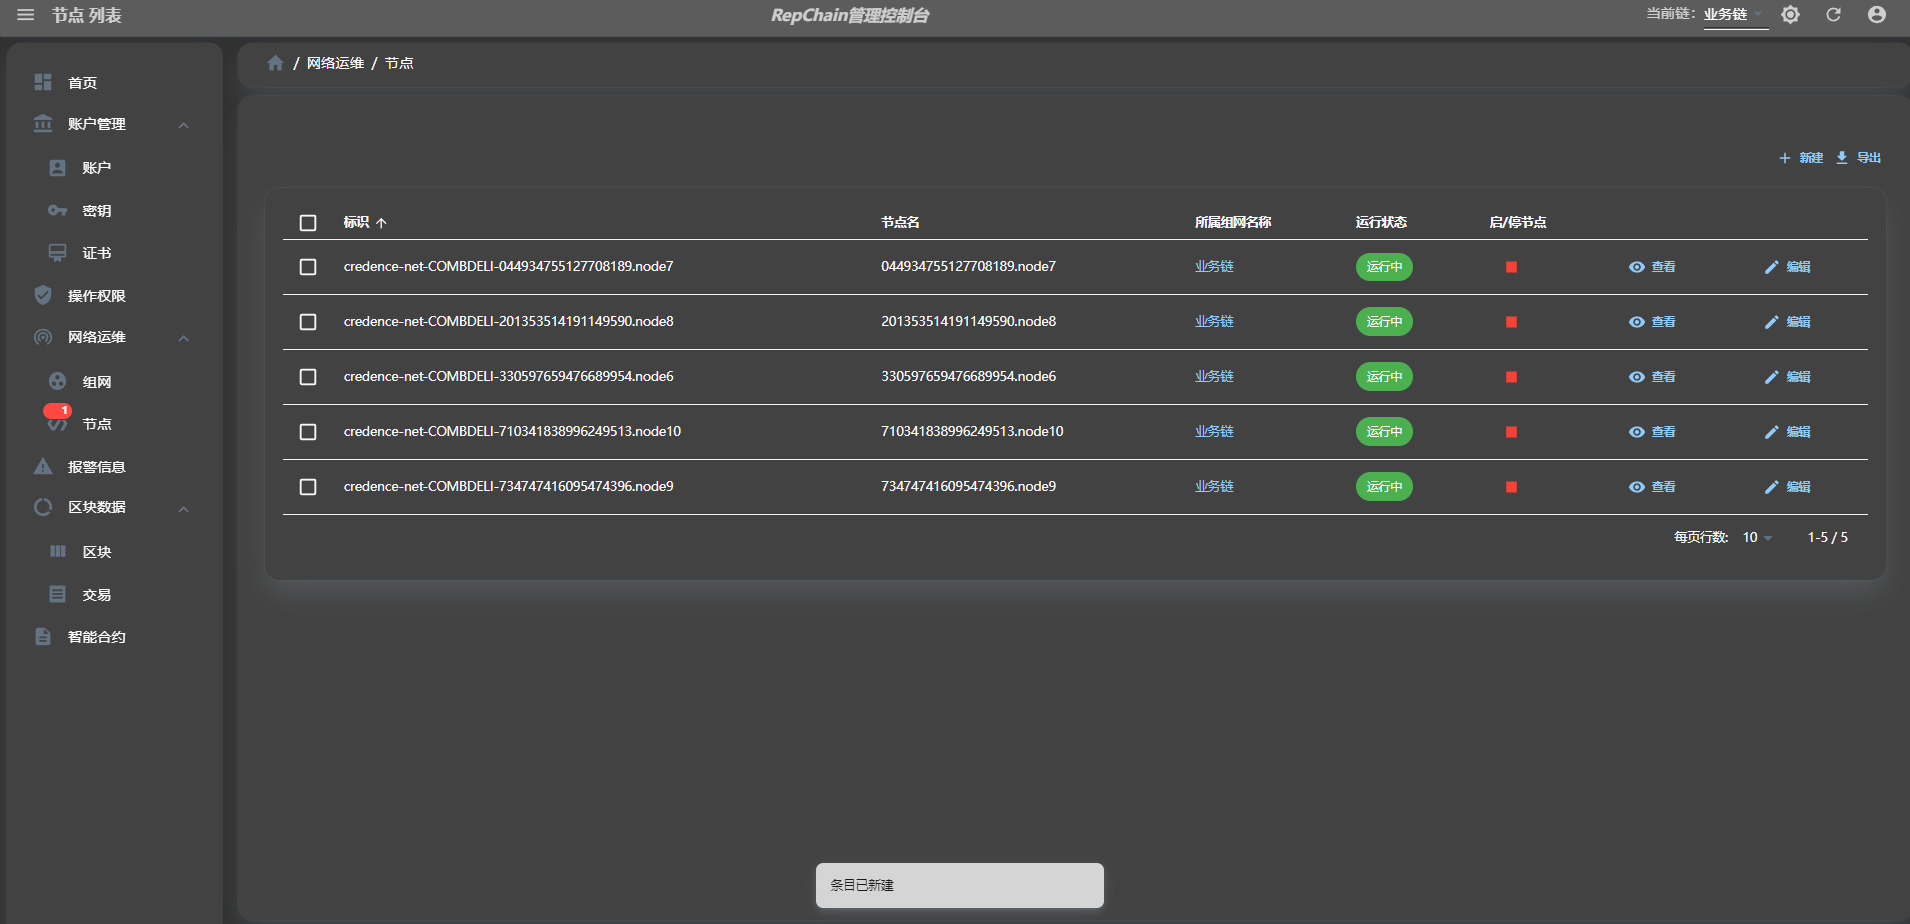 节点 列表
RepChain管理控制台
当前链: 业务链
首页
账户管理
账户
密钥
证书
操作权限
网络运维
组网
1
节点
报警信息
区块数据
区块
交易
智能合约
/ 网络运维 / 节点
新建 导出
标识 节点名 所属组网名称 运行状态 启/停节点
credence-net-COMBDELI-044934755127708189.node7 044934755127708189.node7 业务链 运行中 查看 编辑
credence-net-COMBDELI-201353514191149590.node8 201353514191149590.node8 业务链 运行中 查看 编辑
credence-net-COMBDELI-330597659476689954.node6 330597659476689954.node6 业务链 运行中 查看 编辑
credence-net-COMBDELI-710341838996249513.node10 710341838996249513.node10 业务链 运行中 查看 编辑
credence-net-COMBDELI-734747416095474396.node9 734747416095474396.node9 业务链 运行中 查看 编辑
每页行数: 10 1-5 / 5
条目已新建